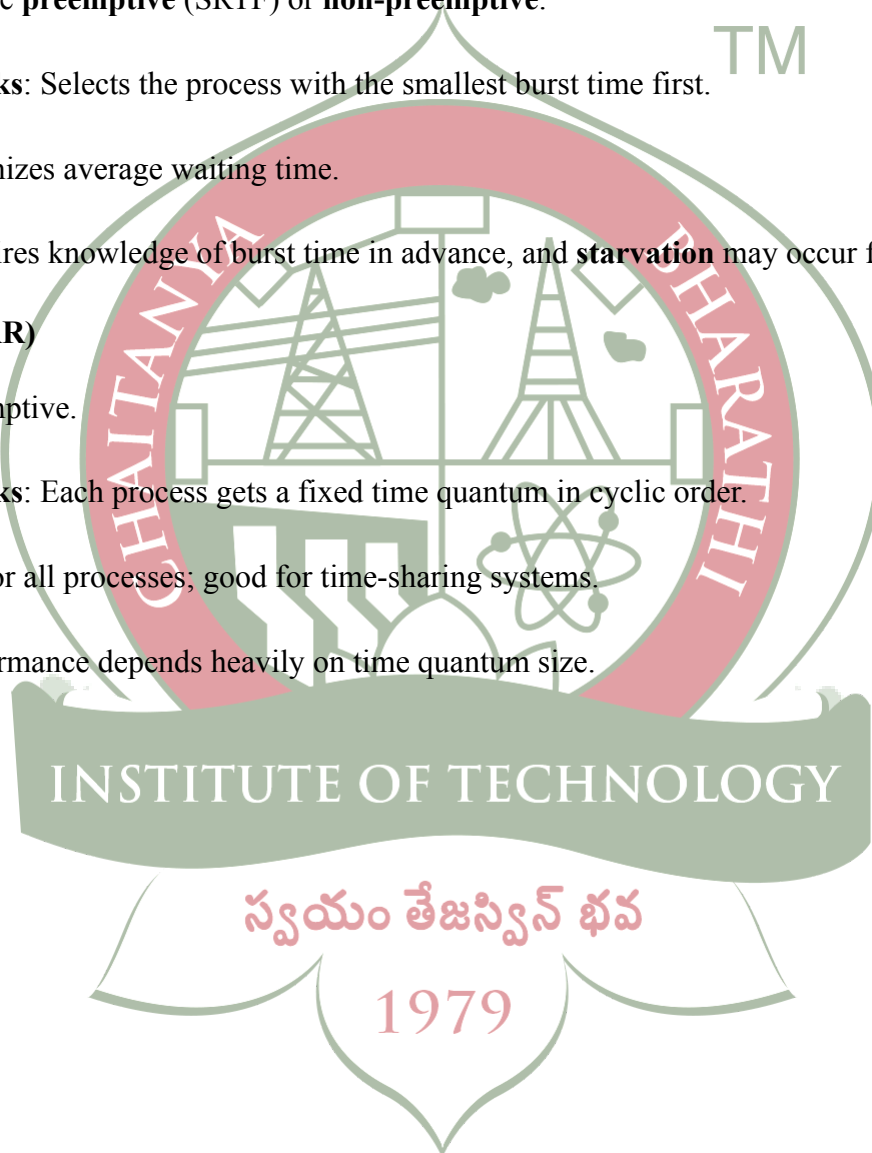 preemptive (SRTF) or non-preemptive.
TM
ks: Selects the process with the smallest burst time first.
nizes average waiting time.
ires knowledge of burst time in advance, and starvation may occur f
R)
ptive.
ks: Each process gets a fixed time quantum in cyclic order.
or all processes; good for time-sharing systems.
rmance depends heavily on time quantum size.
CHAITANYA BHARATHI
INSTITUTE OF TECHNOLOGY
స్వయం తేజస్విన్ భవ
1979